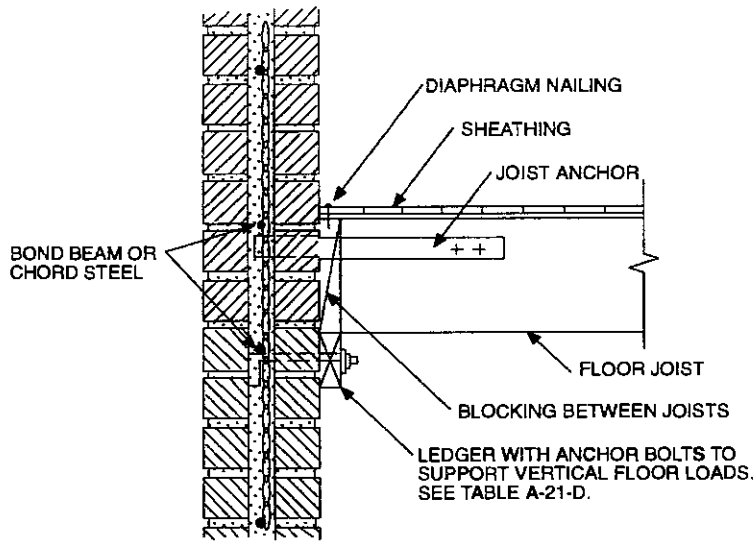 DIAPHRAGM NAILING
SHEATHING
JOIST ANCHOR
BOND BEAM OR
CHORD STEEL
FLOOR JOIST
BLOCKING BETWEEN JOISTS
LEDGER WITH ANCHOR BOLTS TO
SUPPORT VERTICAL FLOOR LOADS.
SEE TABLE A-21-D.